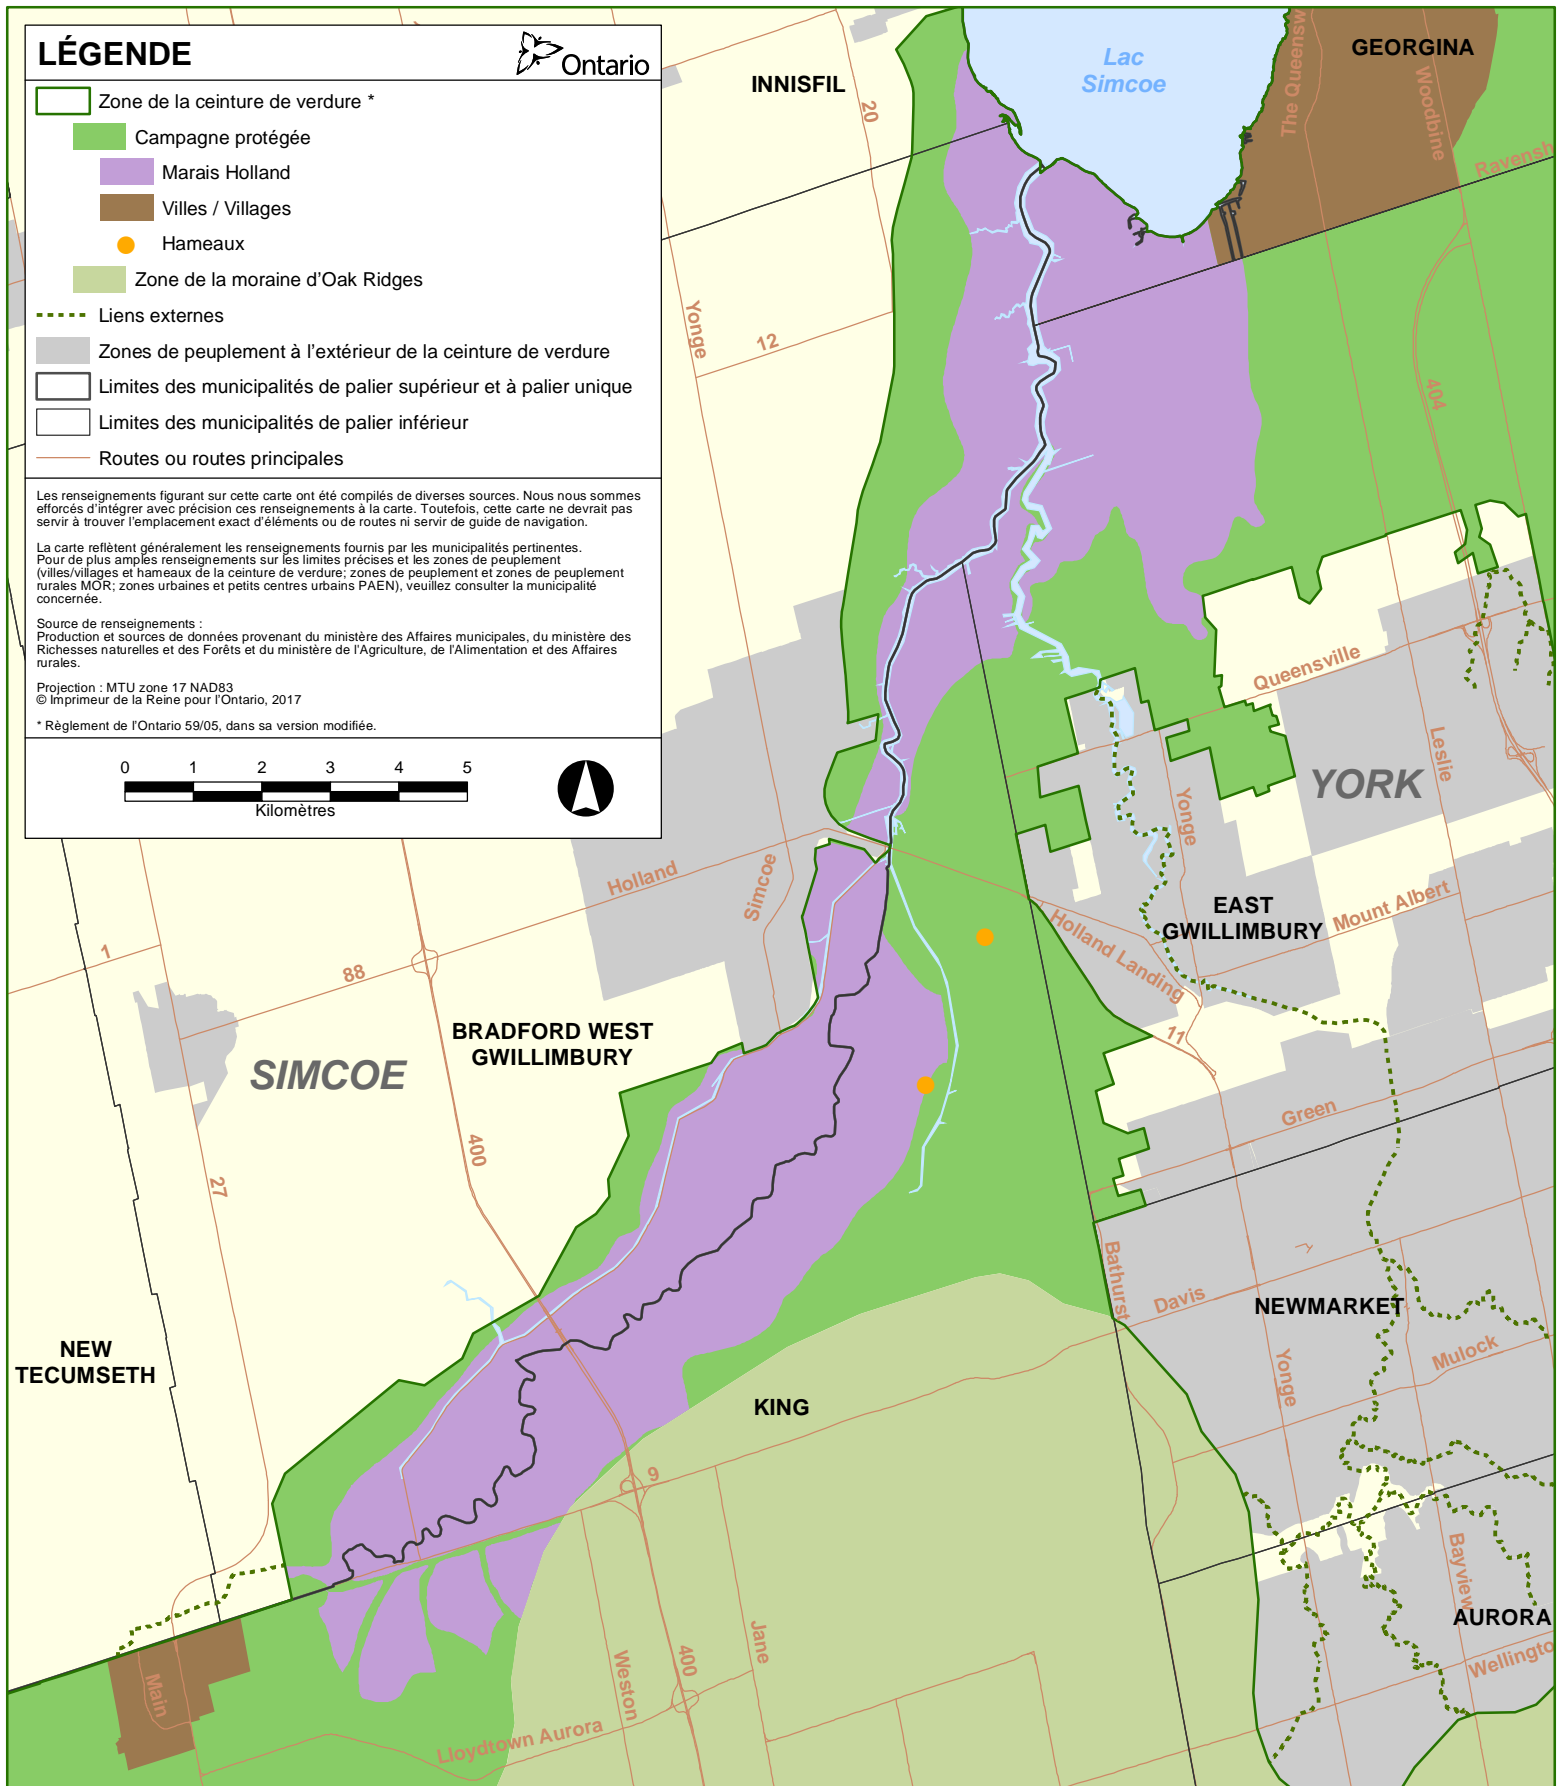 LÉGENDE
Ontario
Zone de la ceinture de verdure *
Campagne protégée
Marais Holland
Villes / Villages
Hameaux
Zone de la moraine d'Oak Ridges
Liens externes
Zones de peuplement à l'extérieur de la ceinture de verdure
Limites des municipalités de palier supérieur et à palier unique
Limites des municipalités de palier inférieur
Routes ou routes principales
Les renseignements figurant sur cette carte ont été compilés de diverses sources. Nous nous sommes
efforcés d'intégrer avec précision ces renseignements à la carte. Toutefois, cette carte ne devrait pas
servir à trouver l'emplacement exact d'éléments ou de routes ni servir de guide de navigation.
La carte reflètent généralement les renseignements fournis par les municipalités pertinentes.
Pour de plus amples renseignements sur les limites précises et les zones de peuplement
(villes/villages et hameaux de la ceinture de verdure; zones de peuplement et zones de peuplement
rurales MOR; zones urbaines et petits centres urbains PAEN), veuillez consulter la municipalité
concernée.
Source de renseignements :
Production et sources de données provenant du ministère des Affaires municipales, du ministère des
Richesses naturelles et des Forêts et du ministère de l'Agriculture, de l'Alimentation et des Affaires
rurales.
Projection : MTU zone 17 NAD83
© Imprimeur de la Reine pour l'Ontario, 2017
* Règlement de l'Ontario 59/05, dans sa version modifiée.
0 1 2 3 4 5
Kilomètres
INNISFIL
20
Lac
Simcoe
GEORGINA
The Queensw
Woodbine
Ravensh
Yonge
12
404
Queensville
Leslie
YORK
Yonge
Holland
Simcoe
EAST
GWILLIMBURY
Mount Albert
Holland Landing
1
88
11
BRADFORD WEST
GWILLIMBURY
SIMCOE
Green
400
27
Bathurst
Davis
NEWMARKET
Mulock
NEW
TECUMSETH
Yonge
KING
9
Bayview
AURORA
Wellingto
Jane
Weston
400
Main
Lloydtown Aurora